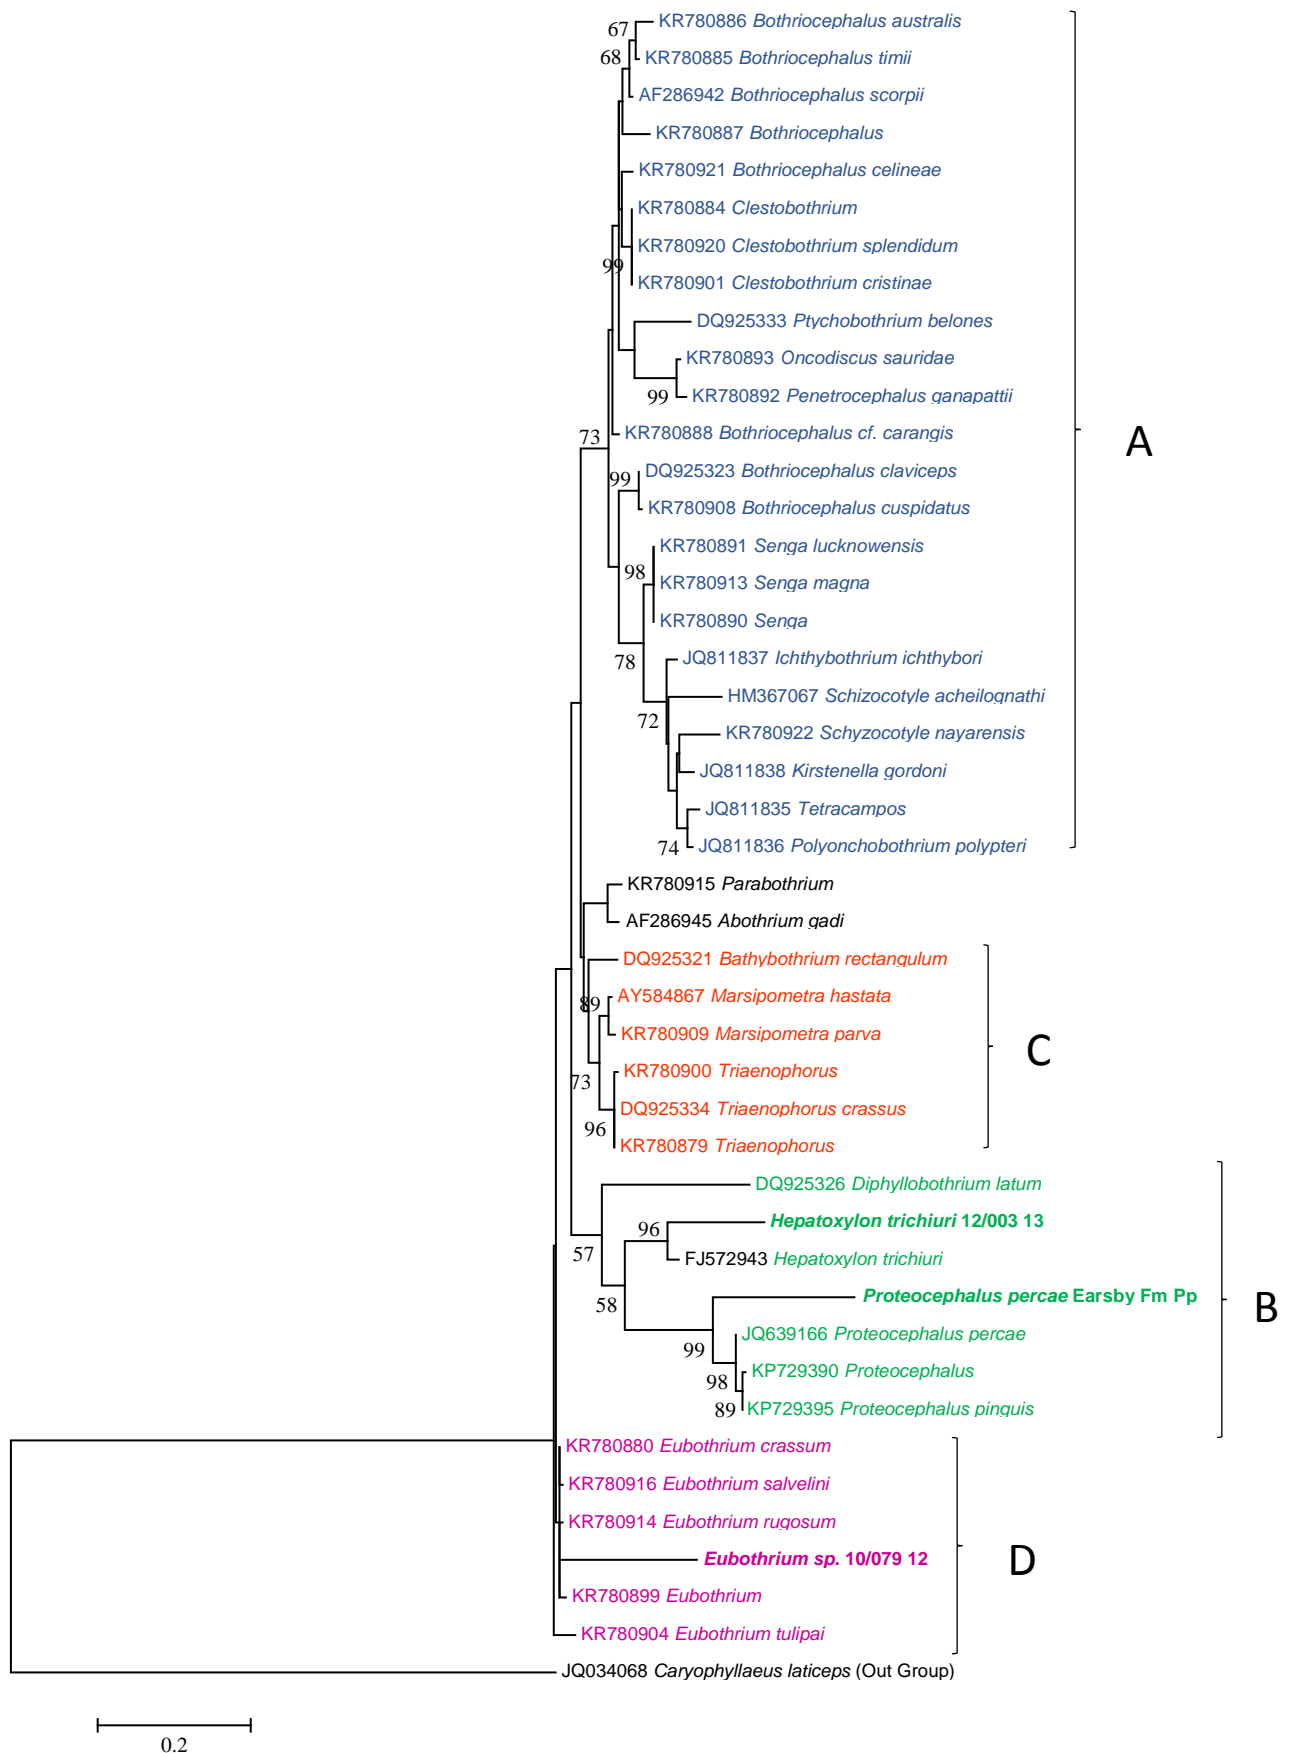 KR780886 Bothriocephalus australis
67
KR780885 Bothriocephalus timii
68
AF286942 Bothriocephalus scorpii
KR780887 Bothriocephalus
KR780921 Bothriocephalus celineae
KR780884 Clestobothrium
KR780920 Clestobothrium splendidum
99
KR780901 Clestobothrium cristinae
DQ925333 Ptychobothrium belones
KR780893 Oncodiscus sauridae
KR780892 Penetrocephalus ganapattii
99
KR780888 Bothriocephalus cf. carangis
73
A
DQ925323 Bothriocephalus claviceps
99
KR780908 Bothriocephalus cuspidatus
KR780891 Senga lucknowensis
98
KR780913 Senga magna
KR780890 Senga
78
JQ811837 Ichthybothrium ichthybori
HM367067 Schizocotyle acheilognathi
72
KR780922 Schyzocotyle nayarensis
JQ811838 Kirstenella gordoni
JQ811835 Tetracampos
74
JQ811836 Polyonchobothrium polypteri
KR780915 Parabothrium
AF286945 Abothrium gadi
DQ925321 Bathybothrium rectangulum
89
AY584867 Marsipometra hastata
KR780909 Marsipometra parva
C
KR780900 Triaenophorus
73
DQ925334 Triaenophorus crassus
96
KR780879 Triaenophorus
DQ925326 Diphyllobothrium latum
Hepatoxylon trichiuri 12/003 13
96
57
FJ572943 Hepatoxylon trichiuri
Proteocephalus percae Earsby Fm Pp
58
B
JQ639166 Proteocephalus percae
99
KP729390 Proteocephalus
98
KP729395 Proteocephalus pinguis
89
KR780880 Eubothrium crassum
KR780916 Eubothrium salvelini
KR780914 Eubothrium rugosum
Eubothrium sp. 10/079 12
D
KR780899 Eubothrium
KR780904 Eubothrium tulipai
JQ034068 Caryophyllaeus laticeps (Out Group)
0.2